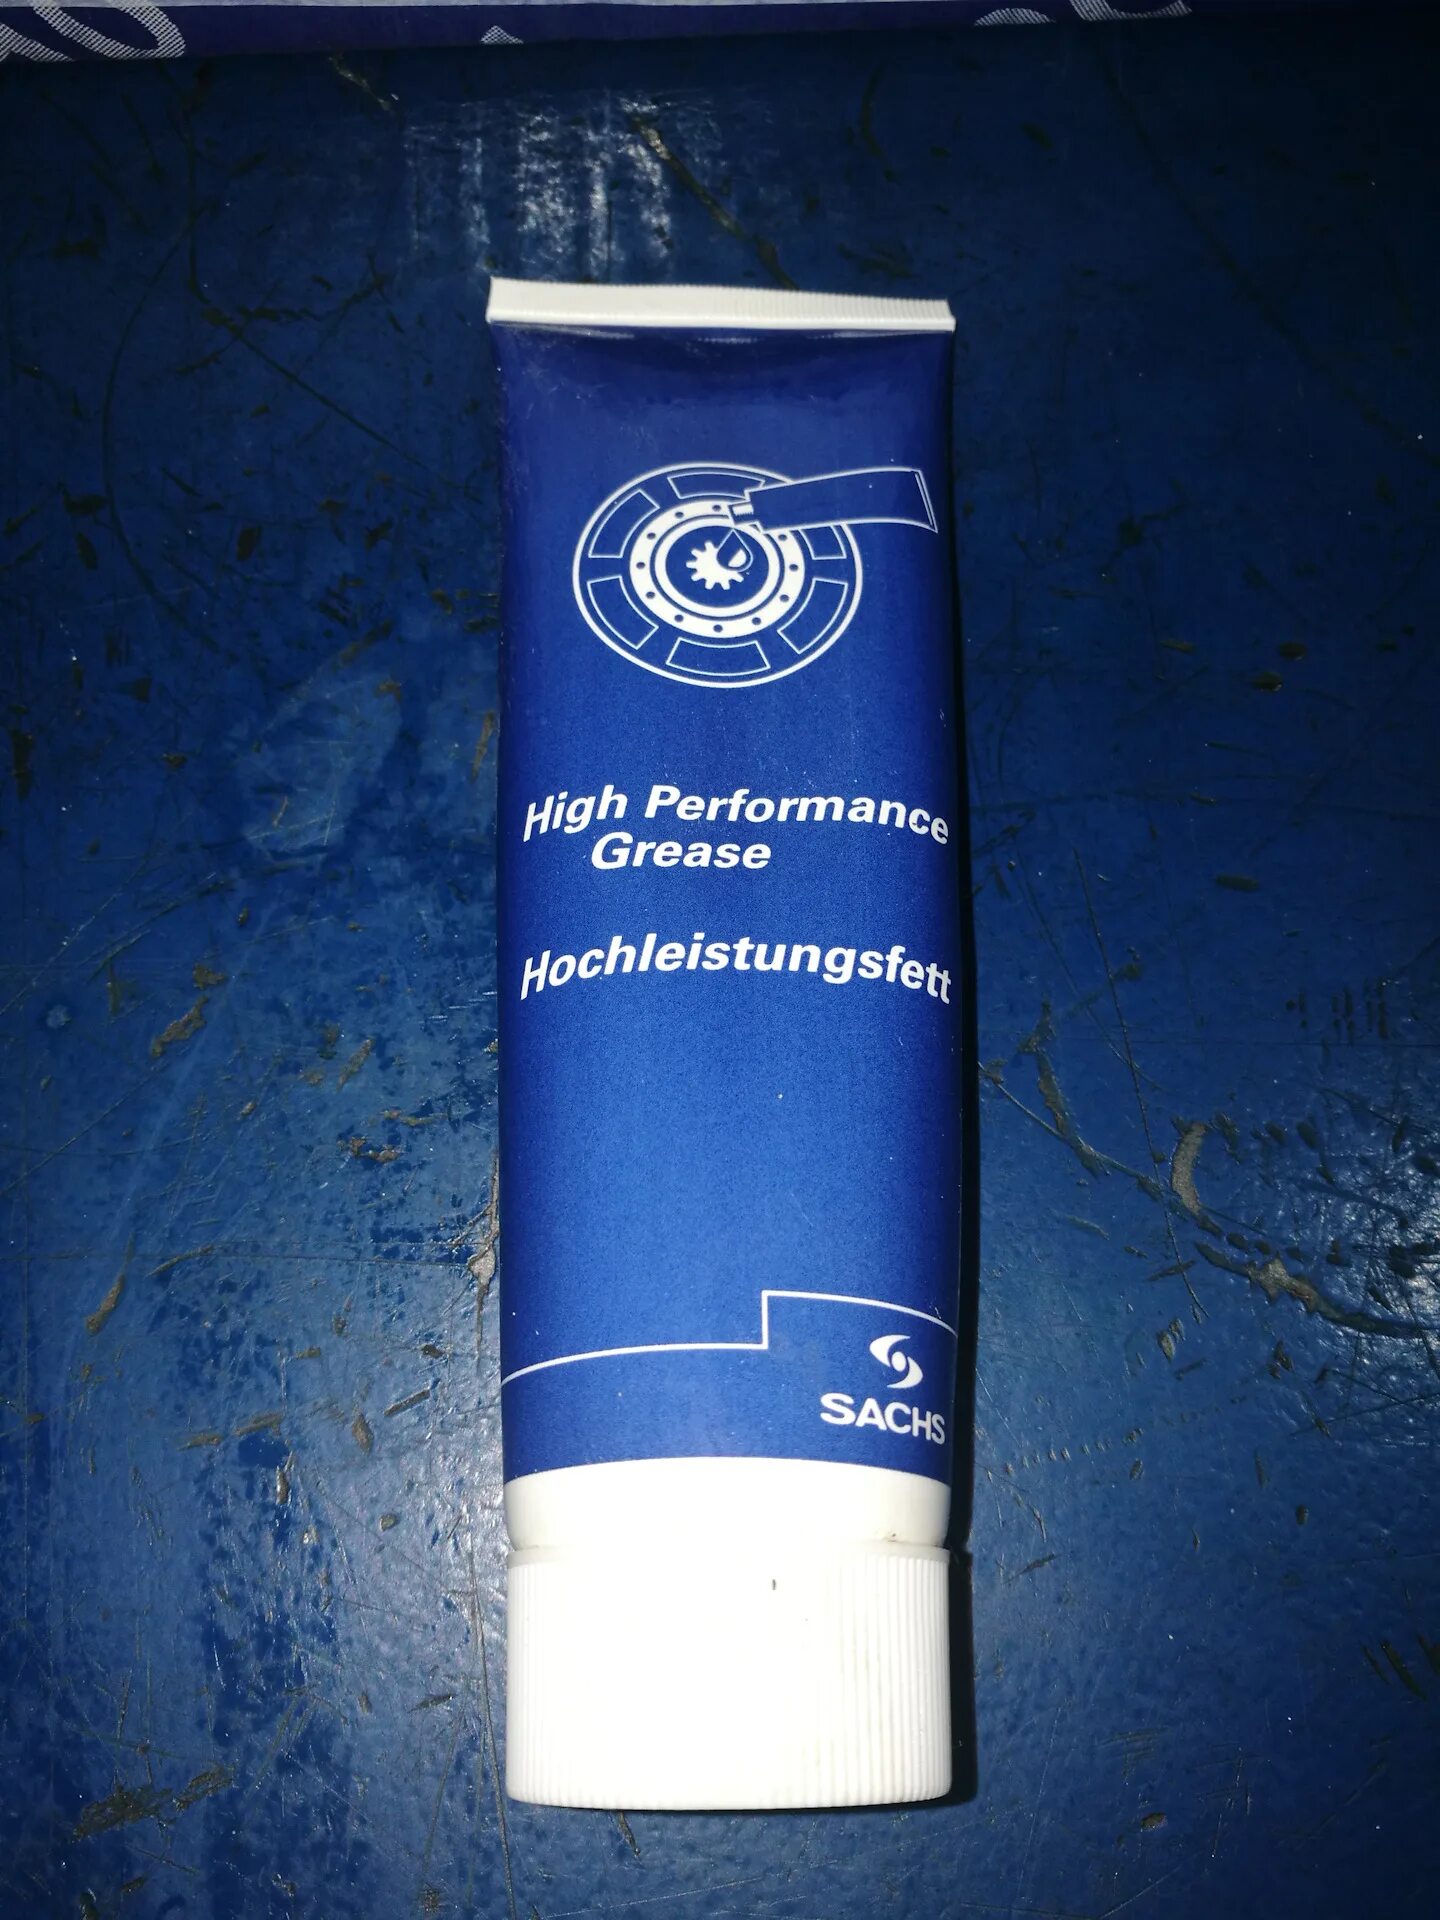 High Performance
Grease
Hochleistungsfett
SACHS